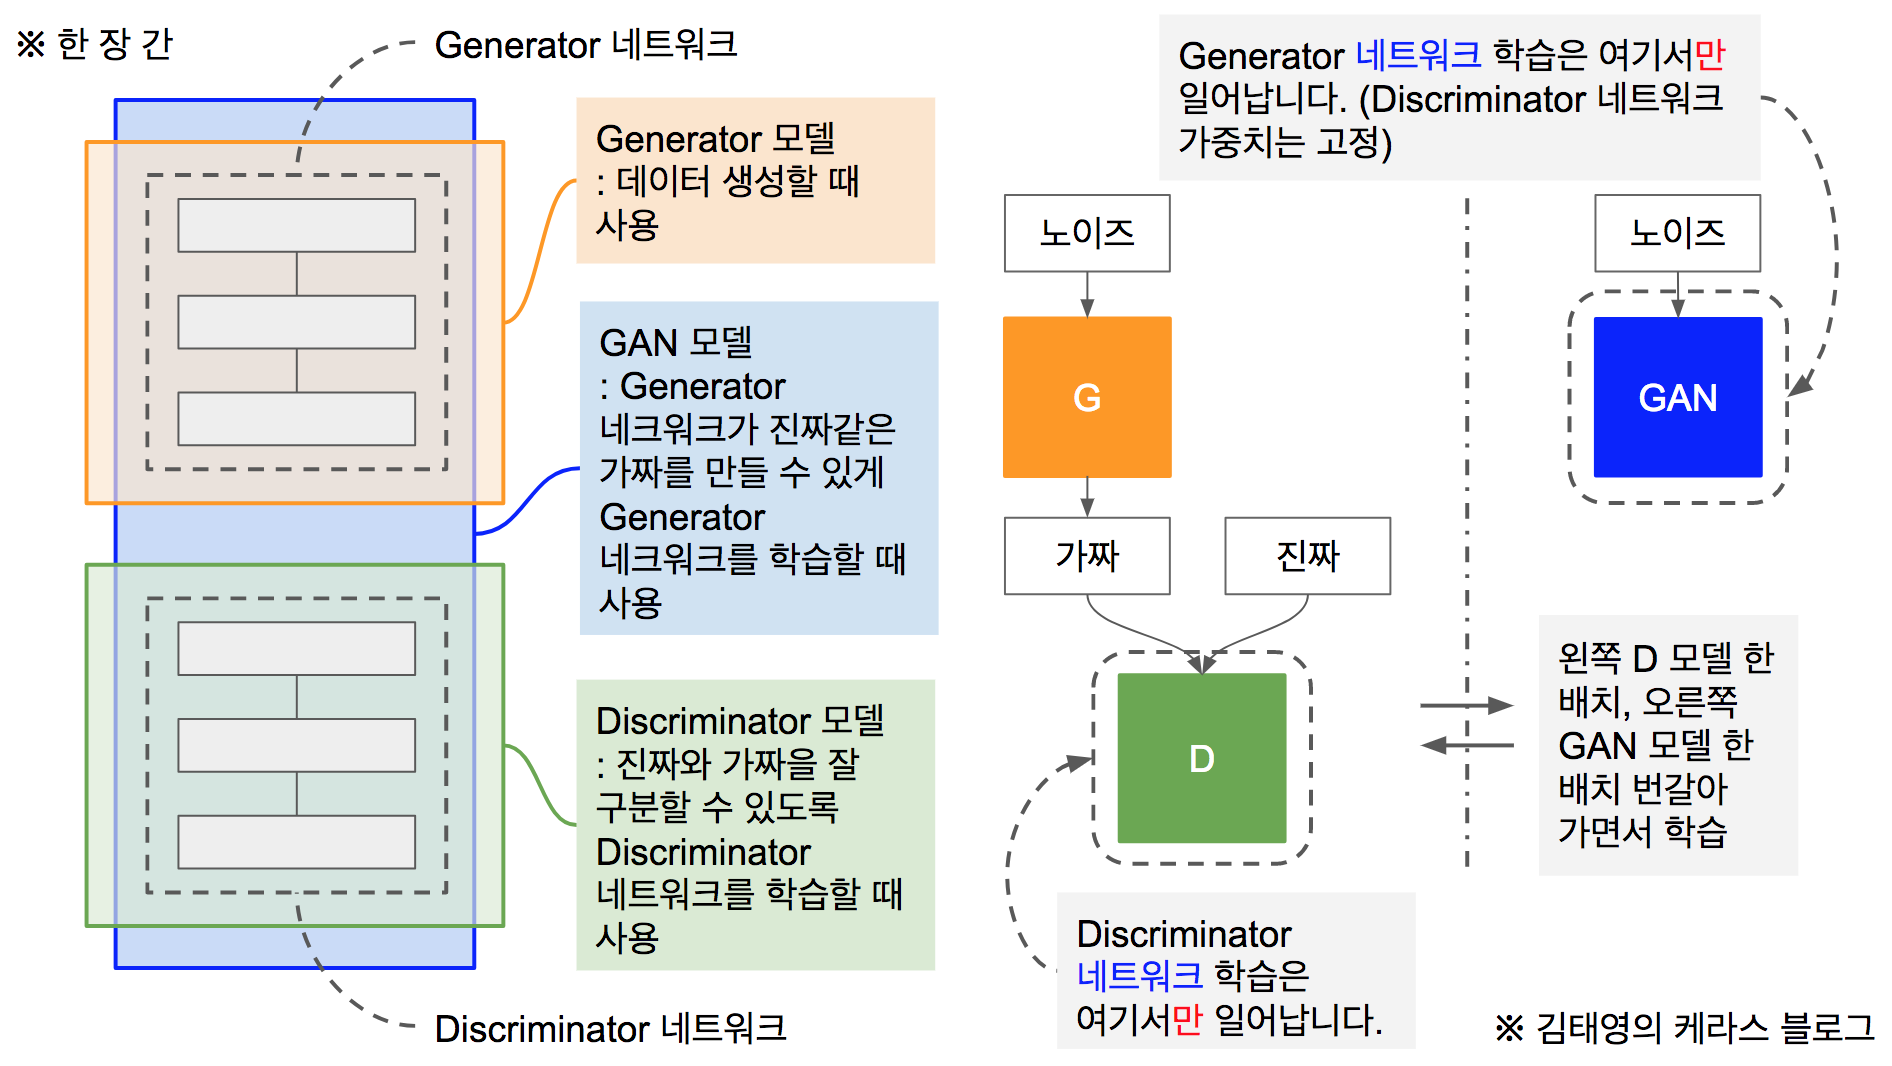 ※ 한 장 간
Generator 네트워크
Generator 모델
: 데이터 생성할 때
사용
GAN 모델
: Generator
네크워크가 진짜같은
가짜를 만들 수 있게
Generator
네크워크를 학습할 때
사용
Discriminator 모델
: 진짜와 가짜을 잘
구분할 수 있도록
Discriminator
네트워크를 학습할 때
사용
Discriminator 네트워크
Generator 네트워크 학습은 여기서만
일어납니다. (Discriminator 네트워크
가중치는 고정)
노이즈
G
가짜
진짜
D
Discriminator
네트워크 학습은
여기서만 일어납니다.
노이즈
GAN
왼쪽 D 모델 한
배치, 오른쪽
GAN 모델 한
배치 번갈아
가면서 학습
※ 김태영의 케라스 블로그